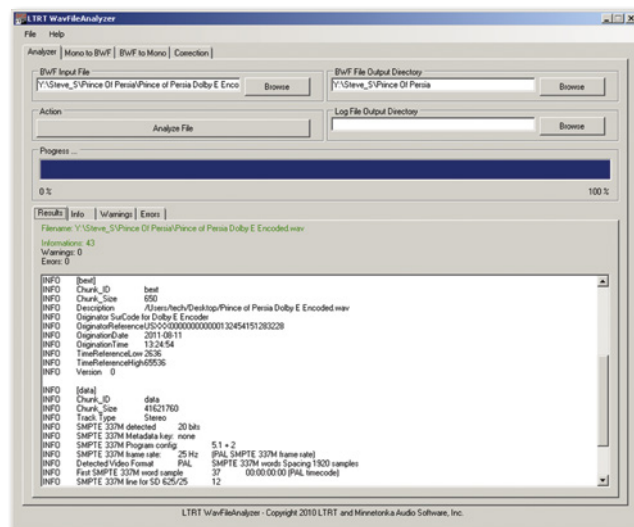 LTRT WavFileAnalyzer
File Help
Analyzer Mono to BWF BWF to Mono Correction
BWF Input File
Y:\Steve_S\Prince Of Persia\Prince of Persia Dolby E Enco
Browse
BWF File Output Directory
Y:\Steve_S\Prince Of Persia
Browse
Action
Analyze File
Log File Output Directory
Browse
Progress ...
0 % 100 %
Results Info Warnings Errors
Filename: Y:\Steve_S\Prince Of Persia\Prince of Persia Dolby E Encoded.wav
Informations: 43
Warnings: 0
Errors: 0
INFO [bext]
INFO Chunk_ID bext
INFO Chunk_Size 650
INFO Description /Users/tech/Desktop/Prince of Persia Dolby E Encoded.wav
INFO Originator SurCode for Dolby E Encoder
INFO
INFO OriginationDate 2011-08-11
INFO OriginationTime 13:24:54
INFO TimeReferenceLow 2636
INFO TimeReferenceHigh 65536
INFO Version 0
INFO [data]
INFO Chunk_ID data
INFO Chunk_Size 41621760
INFO Track Type Stereo
INFO SMPTE 337M detected 20 bits
INFO SMPTE 337M Metadata key: none
INFO SMPTE 337M Program config: 5.1 + 2
INFO SMPTE 337M frame rate: 25 Hz (PAL SMPTE 337M frame rate)
INFO Detected Video Format PAL SMPTE 337M words Spacing 1920 samples
INFO First SMPTE 337M word sample 37 00:00:00:00 (PAL timecode)
INFO SMPTE 337M line for SD 625/25 12
LTRT WavFileAnalyzer - Copyright 2010 LTRT and Minnetonka Audio Software, Inc.